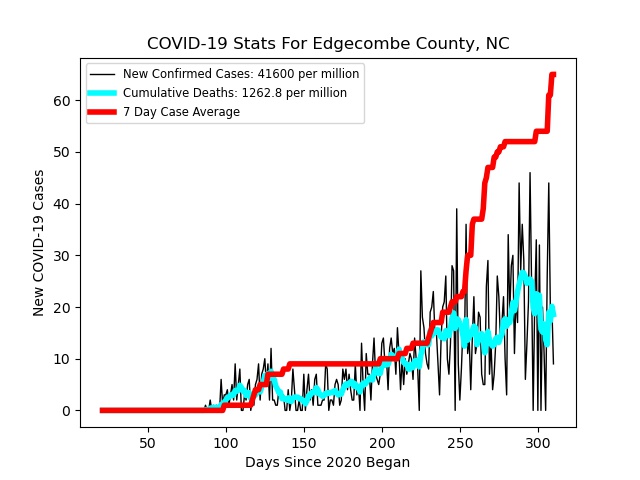 COVID-19 Stats For Edgecombe County, NC
New Confirmed Cases: 41600 per million
Cumulative Deaths: 1262.8 per million
7 Day Case Average
New COVID-19 Cases
60
50
40
30
20
10
0
50 100 150 200 250 300
Days Since 2020 Began